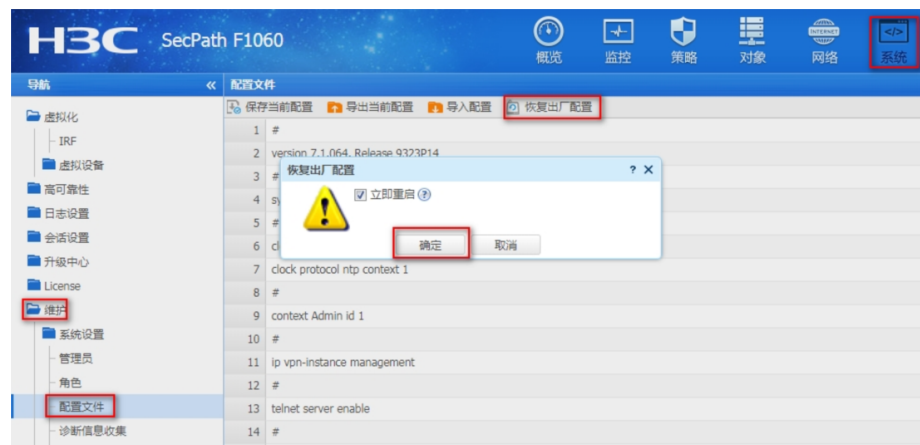 H3C SecPath F1060
概览 监控 策略 对象 INTERNET 网络 </> 系统
导航 « 配置文件
保存当前配置 导出当前配置 导入配置 恢复出厂配置
虚拟化
IRF
虚拟设备
高可靠性
日志设置
会话设置
升级中心
License
维护
系统设置
管理员
角色
配置文件
诊断信息收集
1 #
2 version 7.1.064, Release 9323P14
3 #
4 sy
5 #
6 cl
7 clock protocol ntp context 1
8 #
9 context Admin id 1
10 #
11 ip vpn-instance management
12 #
13 telnet server enable
14 #
恢复出厂配置 ? X
立即重启 ?
确定 取消